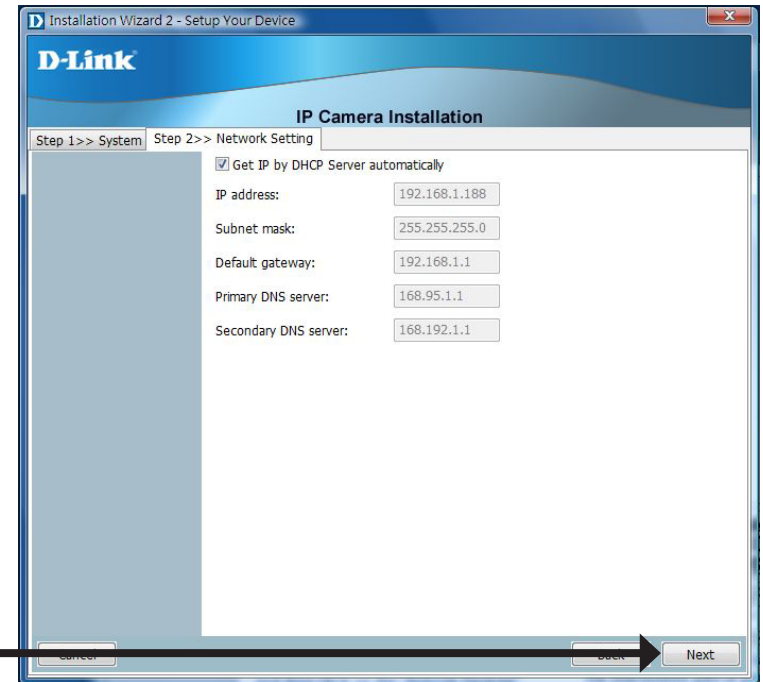 Installation Wizard 2 - Setup Your Device
D-Link
IP Camera Installation
Step 1>> System Step 2>> Network Setting
Get IP by DHCP Server automatically
IP address: 192.168.1.188
Subnet mask: 255.255.255.0
Default gateway: 192.168.1.1
Primary DNS server: 168.95.1.1
Secondary DNS server: 168.192.1.1
Cancel Back Next